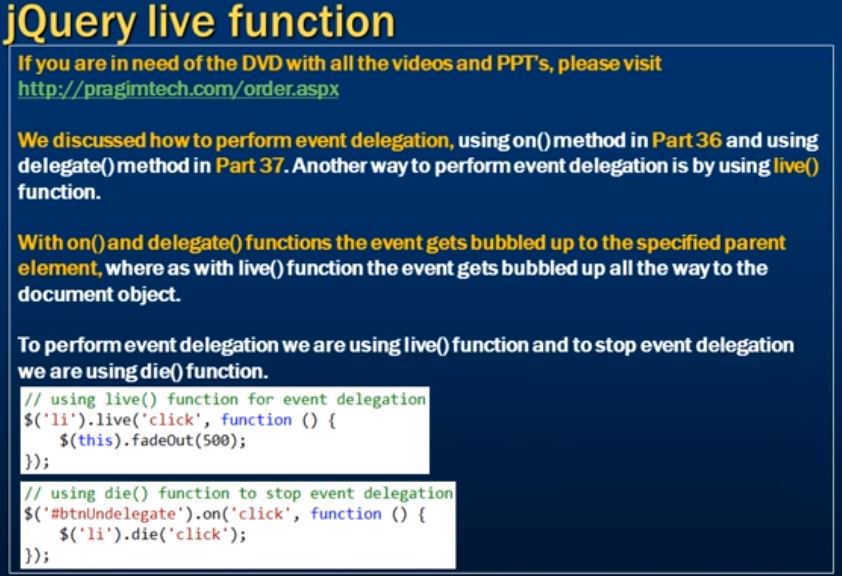 jQuery live function
If you are in need of the DVD with all the videos and PPT's, please visit
http://pragimtech.com/order.aspx
We discussed how to perform event delegation, using on() method in Part 36 and using
delegate() method in Part 37. Another way to perform event delegation is by using live()
function.
With on() and delegate() functions the event gets bubbled up to the specified parent
element, where as with live() function the event gets bubbled up all the way to the
document object.
To perform event delegation we are using live() function and to stop event delegation
we are using die() function.
// using live() function for event delegation
$('li').live('click', function () {
    $(this).fadeOut(500);
});
// using die() function to stop event delegation
$('#btnUndelegate').on('click', function () {
    $('li').die('click');
});